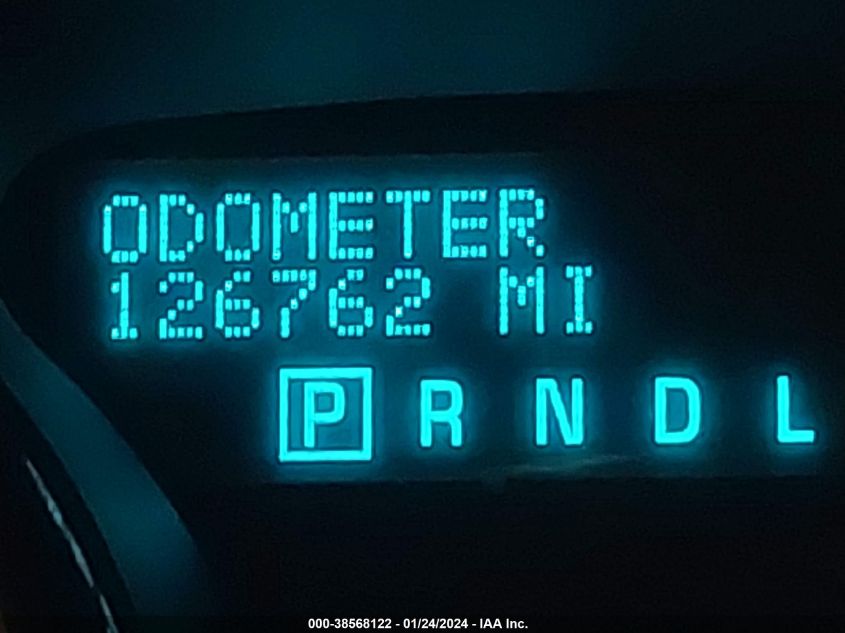 ODOMETER
126762 MI
P R N D L
000-38568122 - 01/24/2024 - IAA Inc.